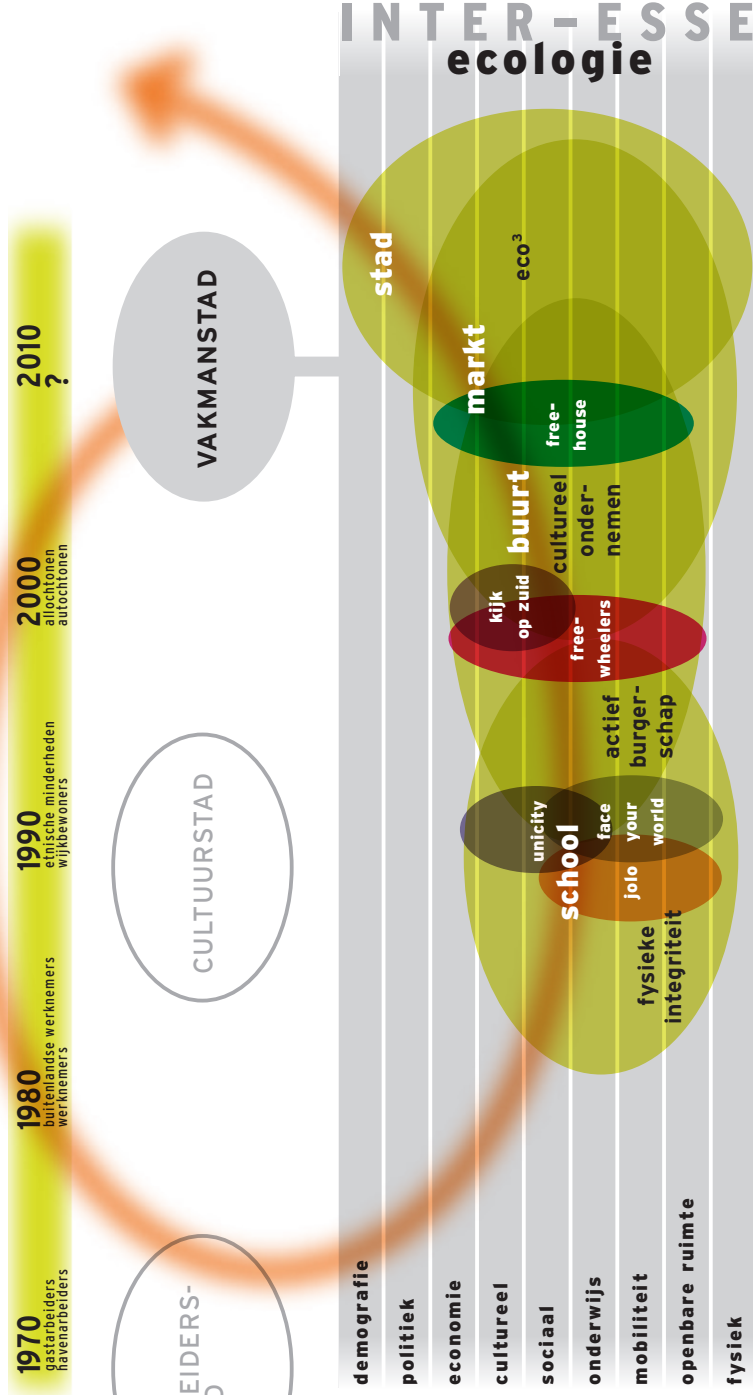 INTER–ESSE
ecologie
1970
gastarbeiders
havenarbeiders
1980
buitenlandse werknemers
werknemers
1990
etnische minderheden
wijkbewoners
2000
allochtonen
autochtonen
2010
?
EIDERS-
CULTUURSTAD
VAKMANSTAD
demografie
politiek
economie
cultureel
sociaal
onderwijs
mobiliteit
openbare ruimte
fysiek
school
buurt
markt
stad
fysieke
integriteit
jolo
unicity
face
your
world
actief
burger-
schap
free-
wheelers
kijk
op zuid
cultureel
onder-
nemen
free-
house
eco³